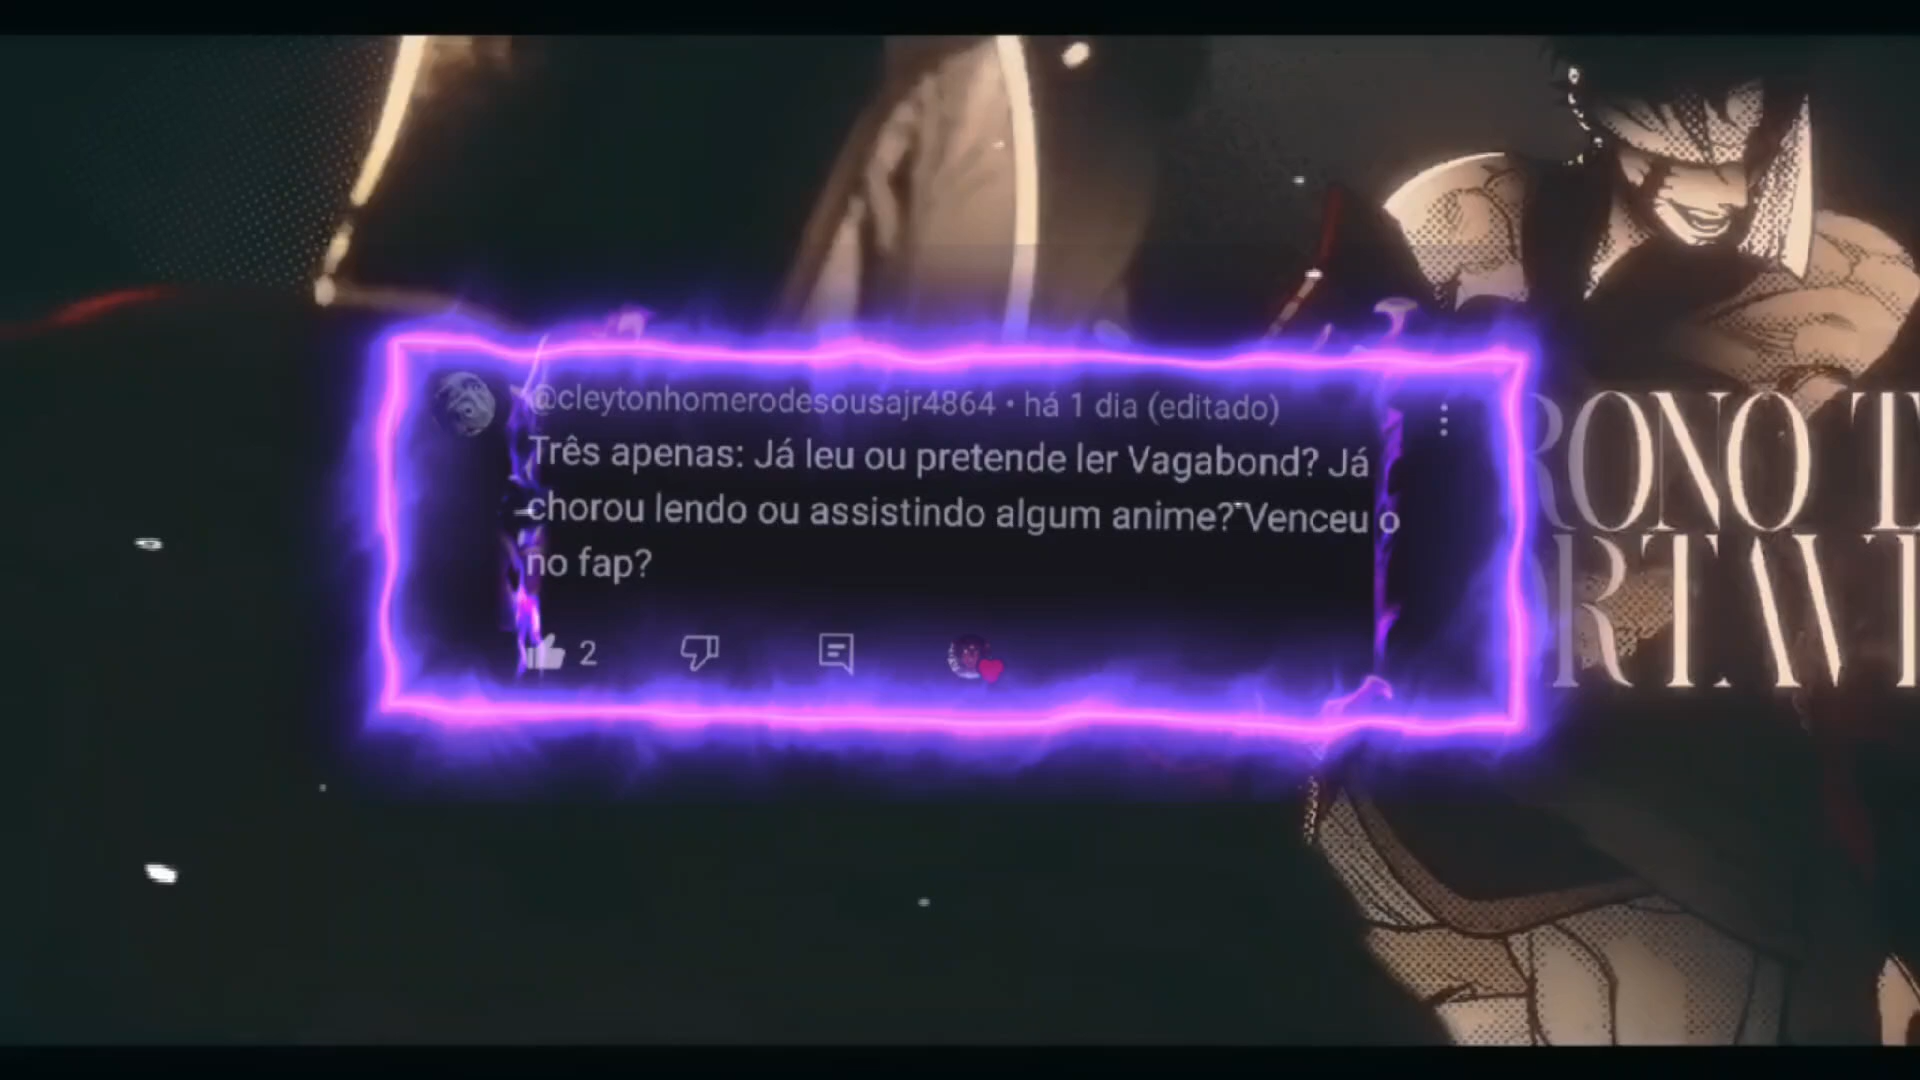 @cleytonhomerodesousajr4864 • há 1 dia (editado)
Três apenas: Já leu ou pretende ler Vagabond? Já
chorou lendo ou assistindo algum anime? Venceu o
no fap?
2
RONO T
RTAV